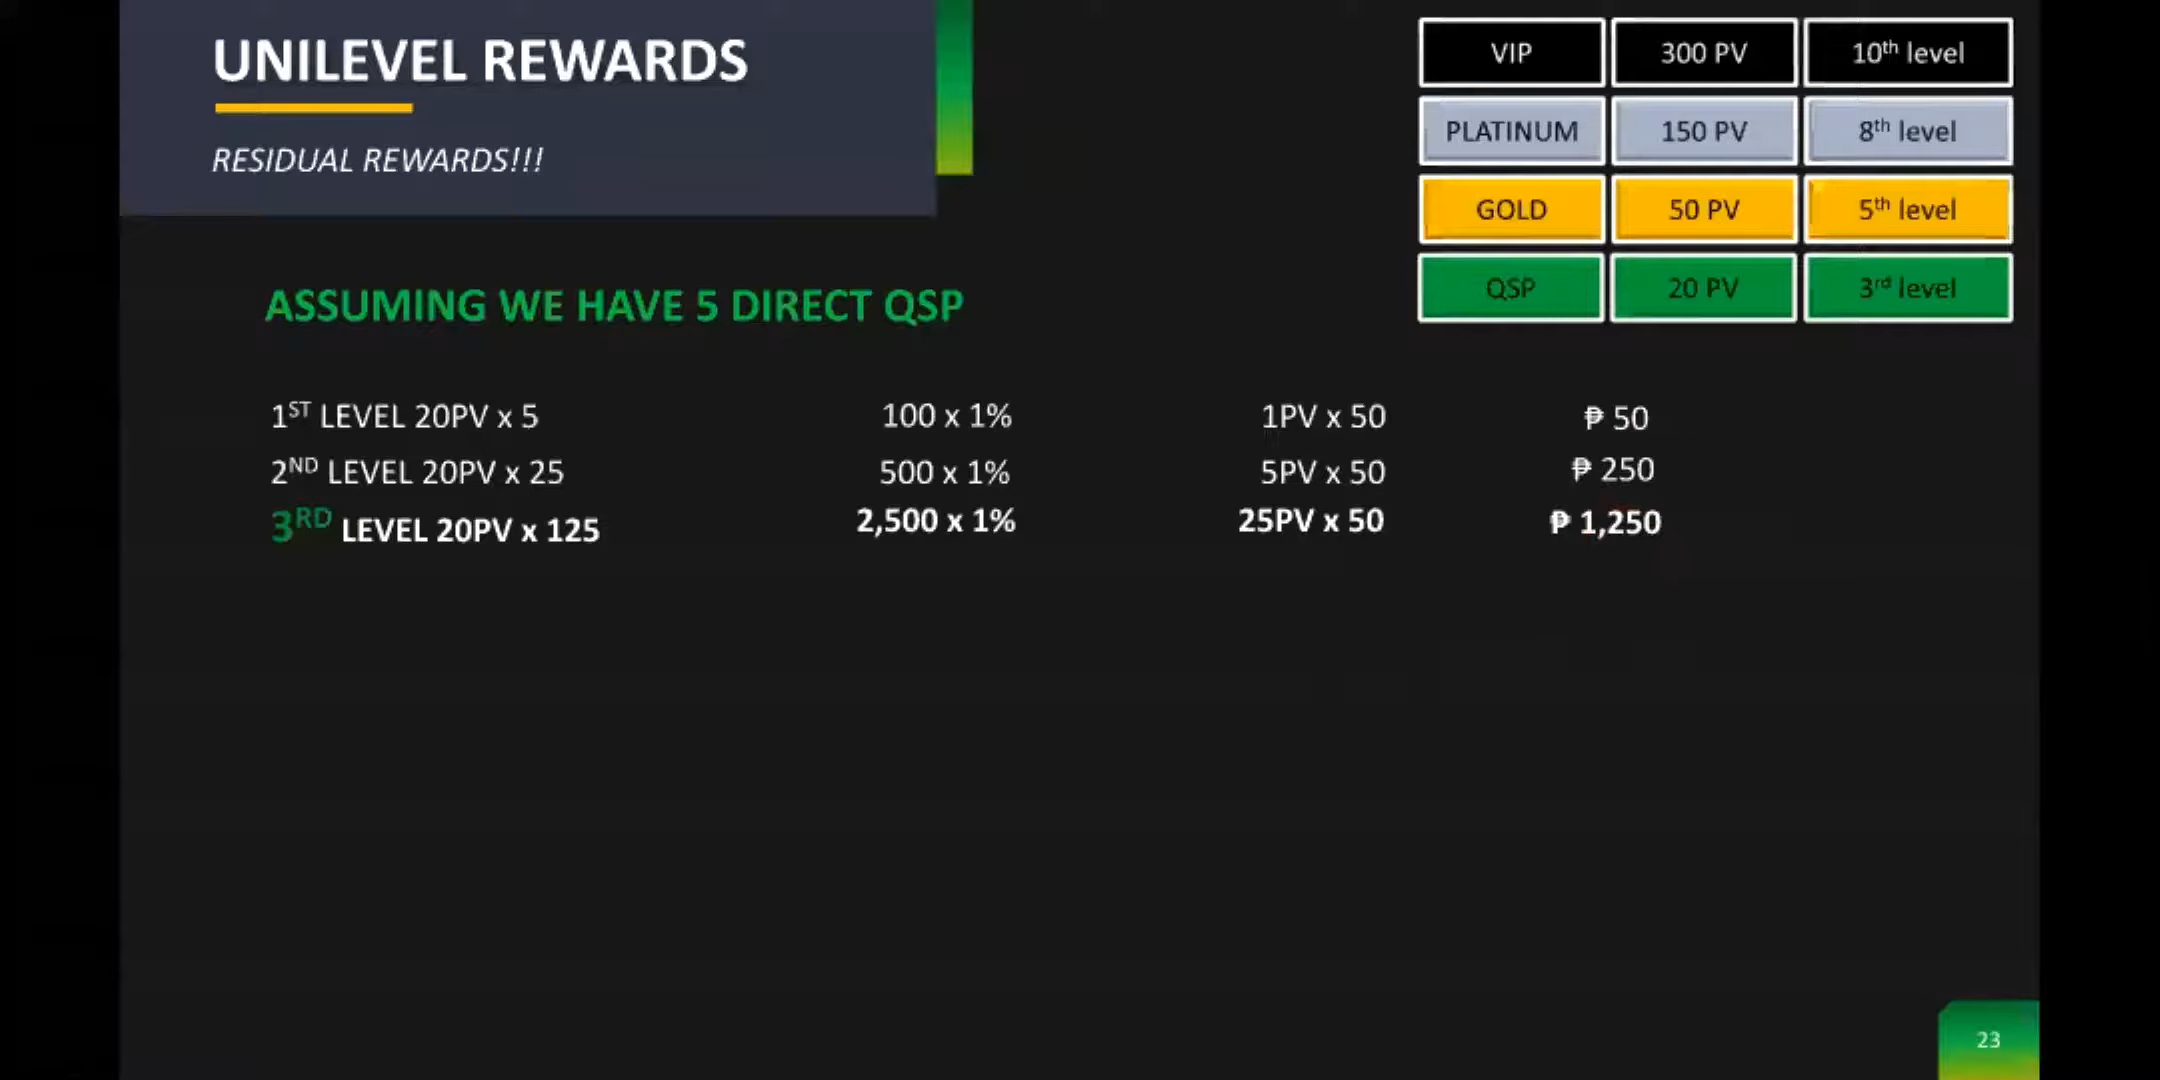 UNILEVEL REWARDS
RESIDUAL REWARDS!!!
VIP 300 PV 10th level
PLATINUM 150 PV 8th level
GOLD 50 PV 5th level
QSP 20 PV 3rd level
ASSUMING WE HAVE 5 DIRECT QSP
1ST LEVEL 20PV x 5 100 x 1% 1PV x 50 ₱ 50
2ND LEVEL 20PV x 25 500 x 1% 5PV x 50 ₱ 250
3RD LEVEL 20PV x 125 2,500 x 1% 25PV x 50 ₱ 1,250
23